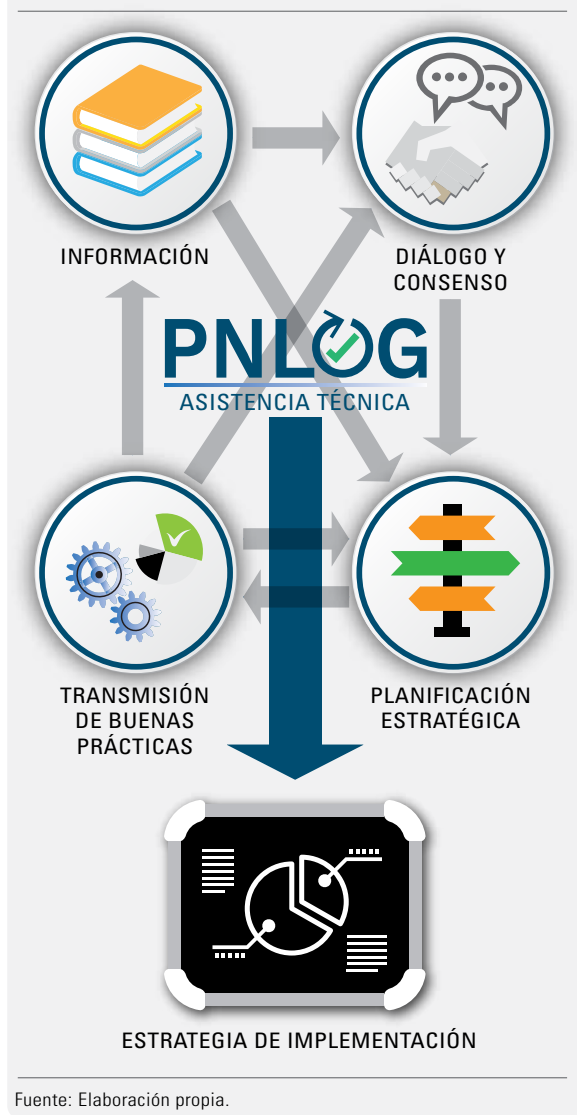 INFORMACIÓN
DIÁLOGO Y
CONSENSO
PNLOG
ASISTENCIA TÉCNICA
TRANSMISIÓN
DE BUENAS
PRÁCTICAS
PLANIFICACIÓN
ESTRATÉGICA
ESTRATEGIA DE IMPLEMENTACIÓN
Fuente: Elaboración propia.